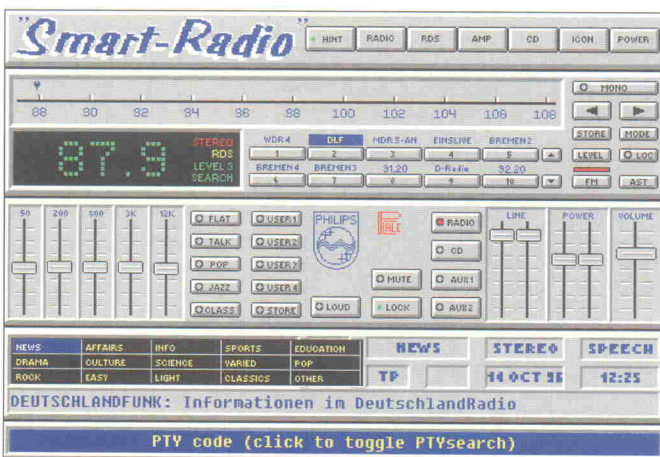 "Smart-Radio"
HINT RADIO RDS AMP CD ICON POWER
88 90 92 94 96 98 100 102 104 106 108
MONO
STORE MODE
LEVEL LOC
FM AST
87.9
STEREO
RDS
LEVEL 3
SEARCH
WDR4 DLF MDR S-AN EINSLIVE BREMEN2
1 2 3 4 5
BREMEN4 BREMEN3 91.20 D-Radio 92.20
6 7 8 9 10
50 200 800 3K 12K
FLAT USER1
TALK USER2
POP USER3
JAZZ USER4
CLASS STORE
PHILIPS
LOUD
MUTE
LOCK
RADIO
CD
AUX1
AUX2
LINE POWER VOLUME
NEWS AFFAIRS INFO SPORTS EDUCATION
DRAMA CULTURE SCIENCE VARIED POP
ROCK EASY LIGHT CLASSICS OTHER
NEWS STEREO SPEECH
TP 14 OCT 96 12:25
DEUTSCHLANDFUNK: Informationen im DeutschlandRadio
PTY code (click to toggle PTYsearch)